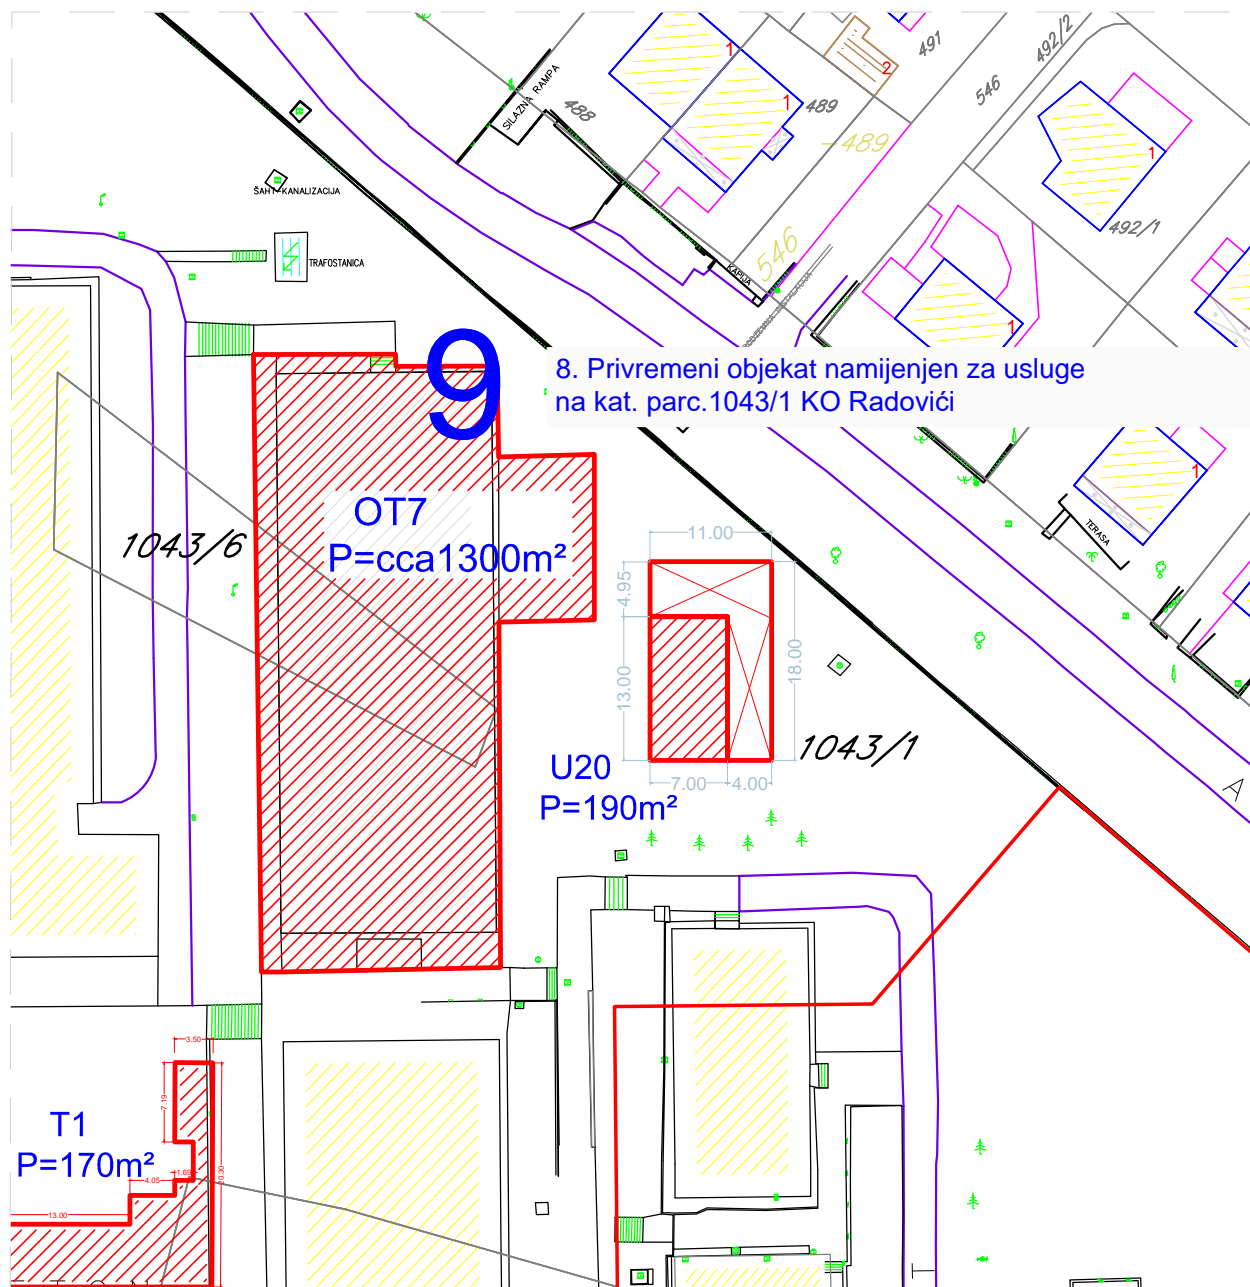 SILAZNA RAMPA
488
1
1
2
489
-489
491
492/2
546
1
492/1
ŠAHT-KANALIZACIJA
TRAFOSTANICA
KAPIJA
546
1
9
8. Privremeni objekat namijenjen za usluge
na kat. parc.1043/1 KO Radovići
1
TERASA
OT7
P=cca1300m²
1043/6
11.00
4.95
13.00
18.00
7.00
4.00
1043/1
U20
P=190m²
A
3.50
7.19
T1
P=170m²
1.69
4.05
20.30
13.00